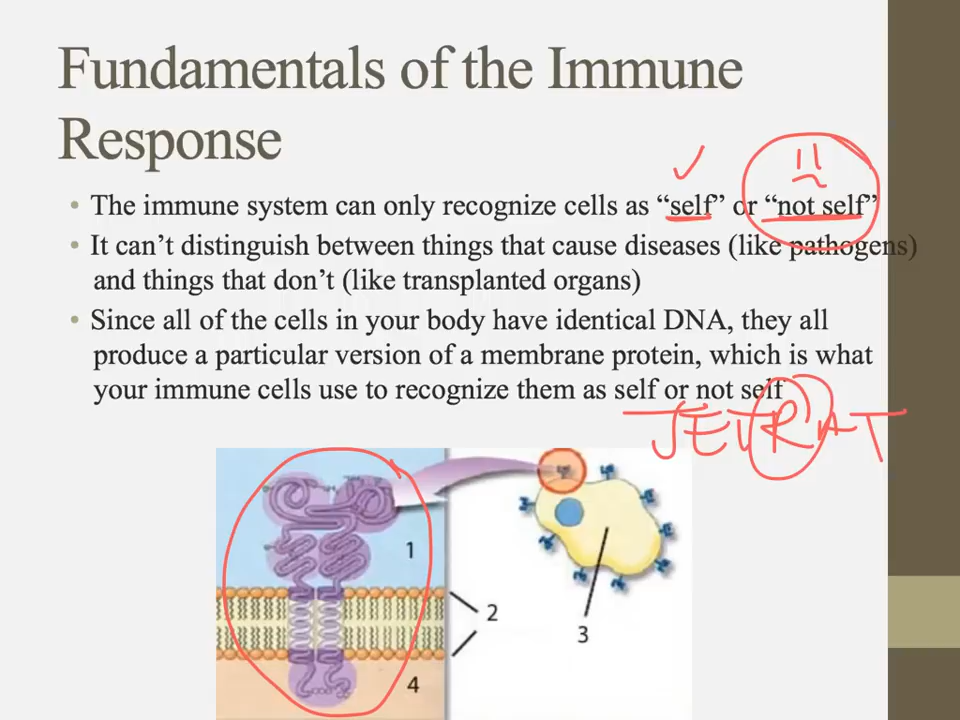 Fundamentals of the Immune
Response
• The immune system can only recognize cells as “self” or “not self”
• It can’t distinguish between things that cause diseases (like pathogens)
and things that don’t (like transplanted organs)
• Since all of the cells in your body have identical DNA, they all
produce a particular version of a membrane protein, which is what
your immune cells use to recognize them as self or not self
1
2
3
4